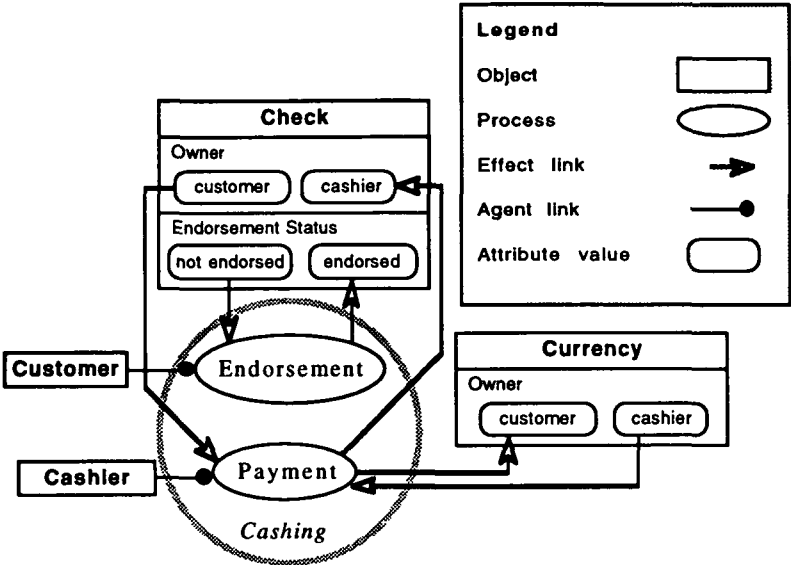 Legend
Object
Process
Effect link
Agent link
Attribute value
Check
Owner
customer cashier
Endorsement Status
not endorsed endorsed
Customer
Endorsement
Cashier
Payment
Cashing
Currency
Owner
customer cashier